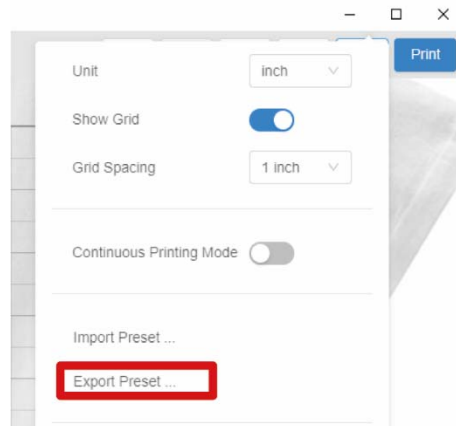 Print
Unit inch
Show Grid
Grid Spacing 1 inch
Continuous Printing Mode
Import Preset ...
Export Preset ...